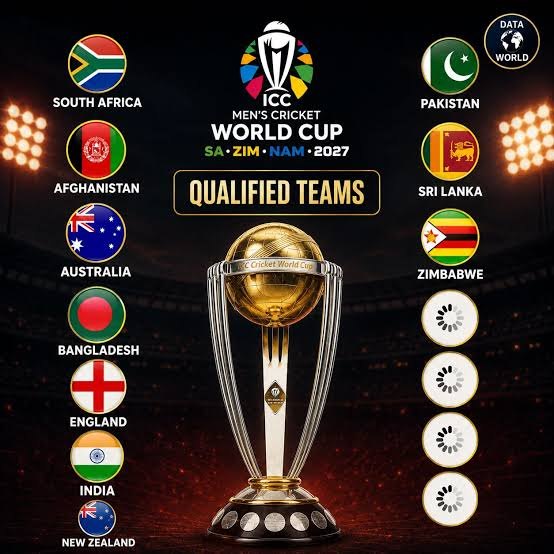 DATA
WORLD
ICC
MEN'S CRICKET
WORLD CUP
SA • ZIM • NAM • 2027
QUALIFIED TEAMS
SOUTH AFRICA
AFGHANISTAN
AUSTRALIA
BANGLADESH
ENGLAND
INDIA
NEW ZEALAND
PAKISTAN
SRI LANKA
ZIMBABWE
ICC Cricket World Cup